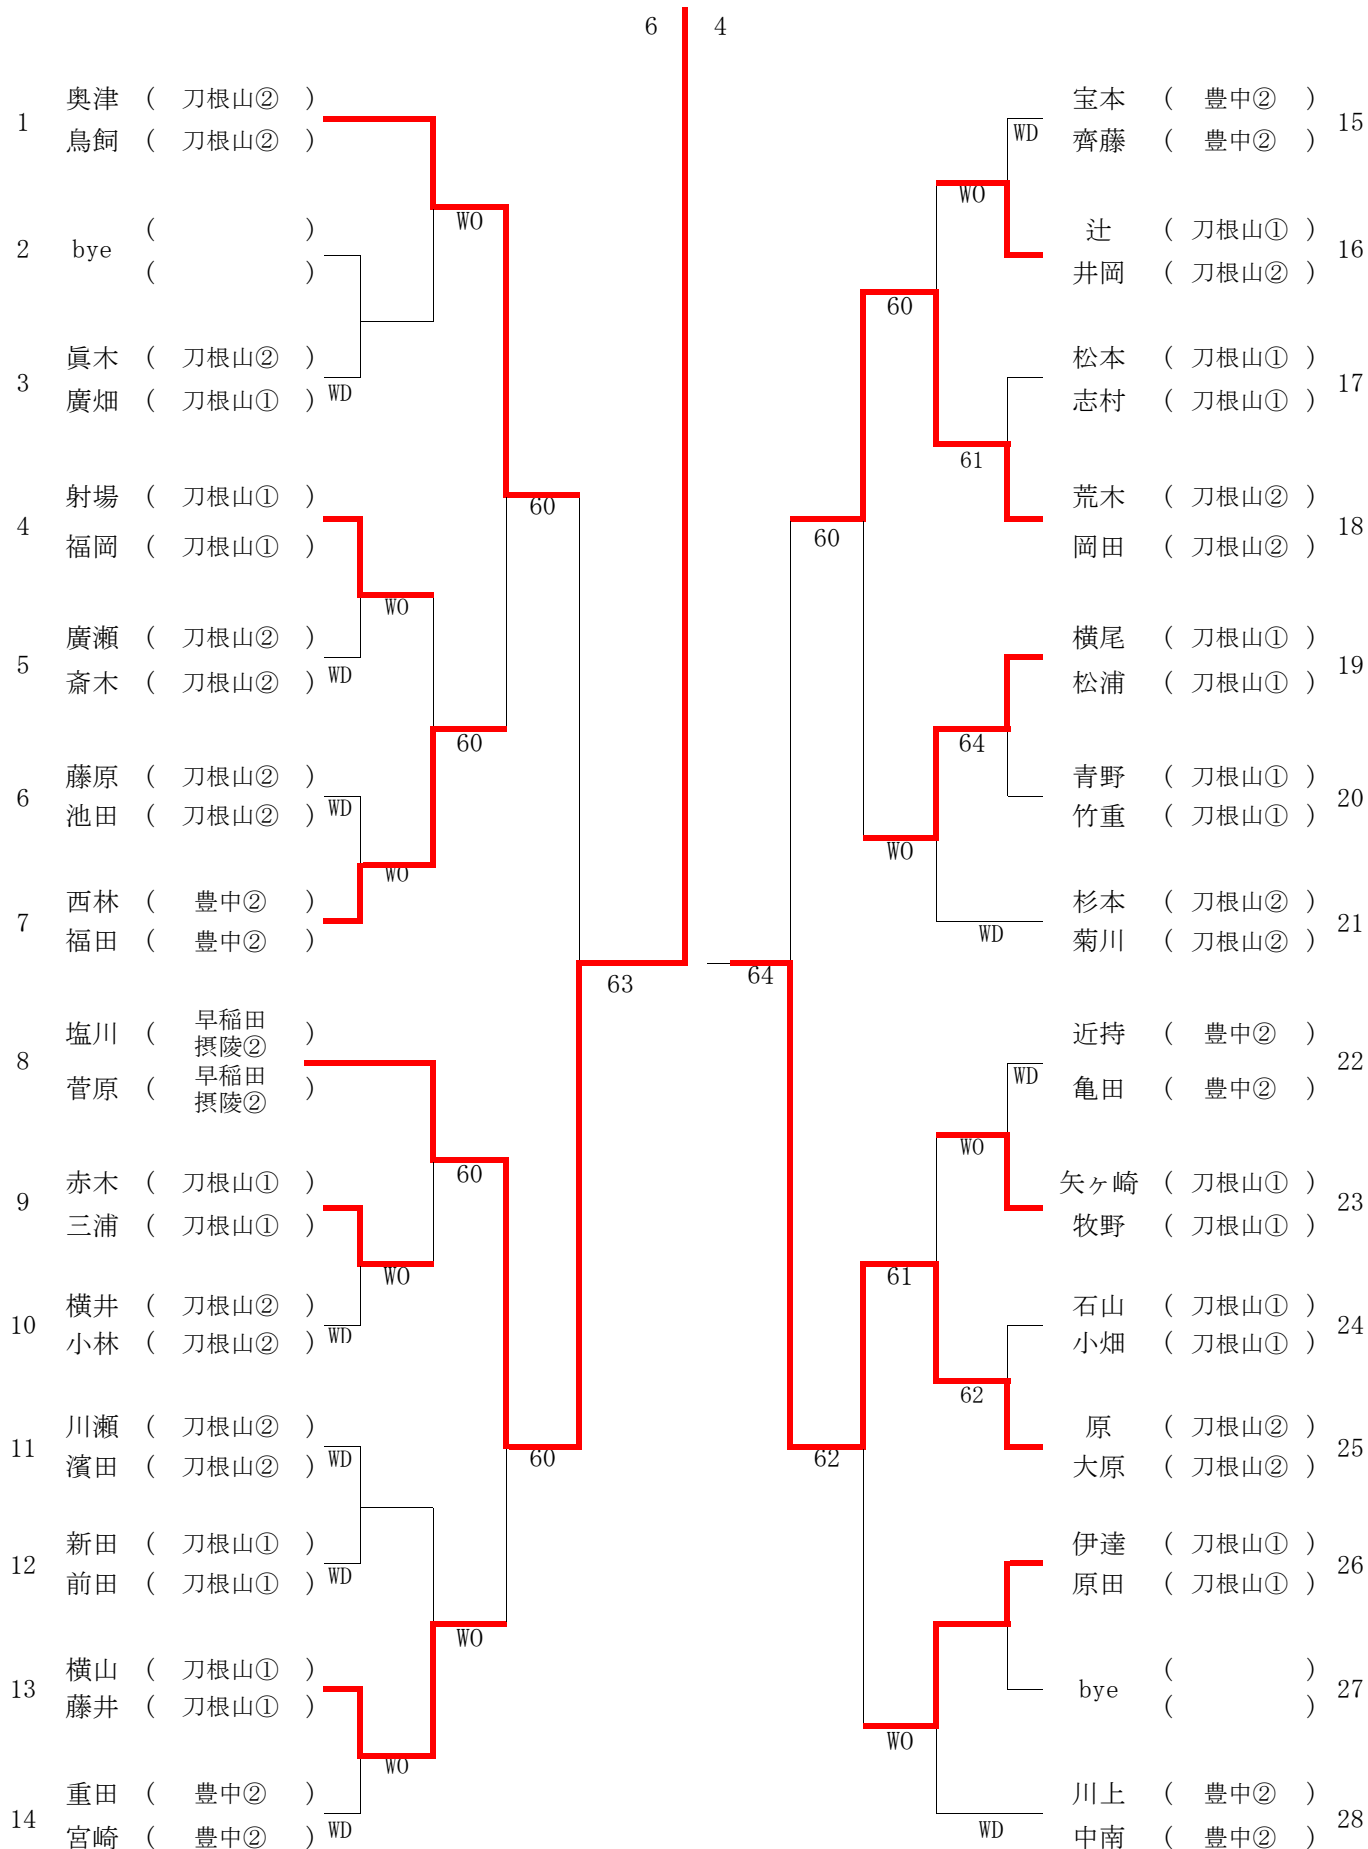 6 4
奥津 ( 刀根山② )
1
鳥飼 ( 刀根山② )
WO
( )
2 bye
( )
眞木 ( 刀根山② )
3
廣畑 ( 刀根山① ) WD
60
射場 ( 刀根山① )
4
福岡 ( 刀根山① )
WO
廣瀬 ( 刀根山② )
5
斎木 ( 刀根山② ) WD
60
藤原 ( 刀根山② )
6
池田 ( 刀根山② ) WD
WO
西林 ( 豊中② )
7
福田 ( 豊中② )
63
塩川 ( 早稲田摂陵② )
8
菅原 ( 早稲田摂陵② )
60
赤木 ( 刀根山① )
9
三浦 ( 刀根山① )
WO
横井 ( 刀根山② )
10
小林 ( 刀根山② ) WD
川瀬 ( 刀根山② )
11
濱田 ( 刀根山② ) WD
60
新田 ( 刀根山① )
12
前田 ( 刀根山① ) WD
WO
横山 ( 刀根山① )
13
藤井 ( 刀根山① )
WO
重田 ( 豊中② )
14
宮崎 ( 豊中② ) WD
宝本 ( 豊中② )
15
WD 齊藤 ( 豊中② )
WO
辻 ( 刀根山① )
16
井岡 ( 刀根山② )
60
松本 ( 刀根山① )
17
志村 ( 刀根山① )
61
荒木 ( 刀根山② )
18
岡田 ( 刀根山② )
60
横尾 ( 刀根山① )
19
松浦 ( 刀根山① )
64
青野 ( 刀根山① )
20
竹重 ( 刀根山① )
WO
杉本 ( 刀根山② )
21
WD 菊川 ( 刀根山② )
64
近持 ( 豊中② )
22
WD 亀田 ( 豊中② )
WO
矢ヶ崎 ( 刀根山① )
23
牧野 ( 刀根山① )
61
石山 ( 刀根山① )
24
小畑 ( 刀根山① )
62
原 ( 刀根山② )
25
大原 ( 刀根山② )
62
伊達 ( 刀根山① )
26
原田 ( 刀根山① )
( )
bye 27
( )
WO
川上 ( 豊中② )
28
WD 中南 ( 豊中② )